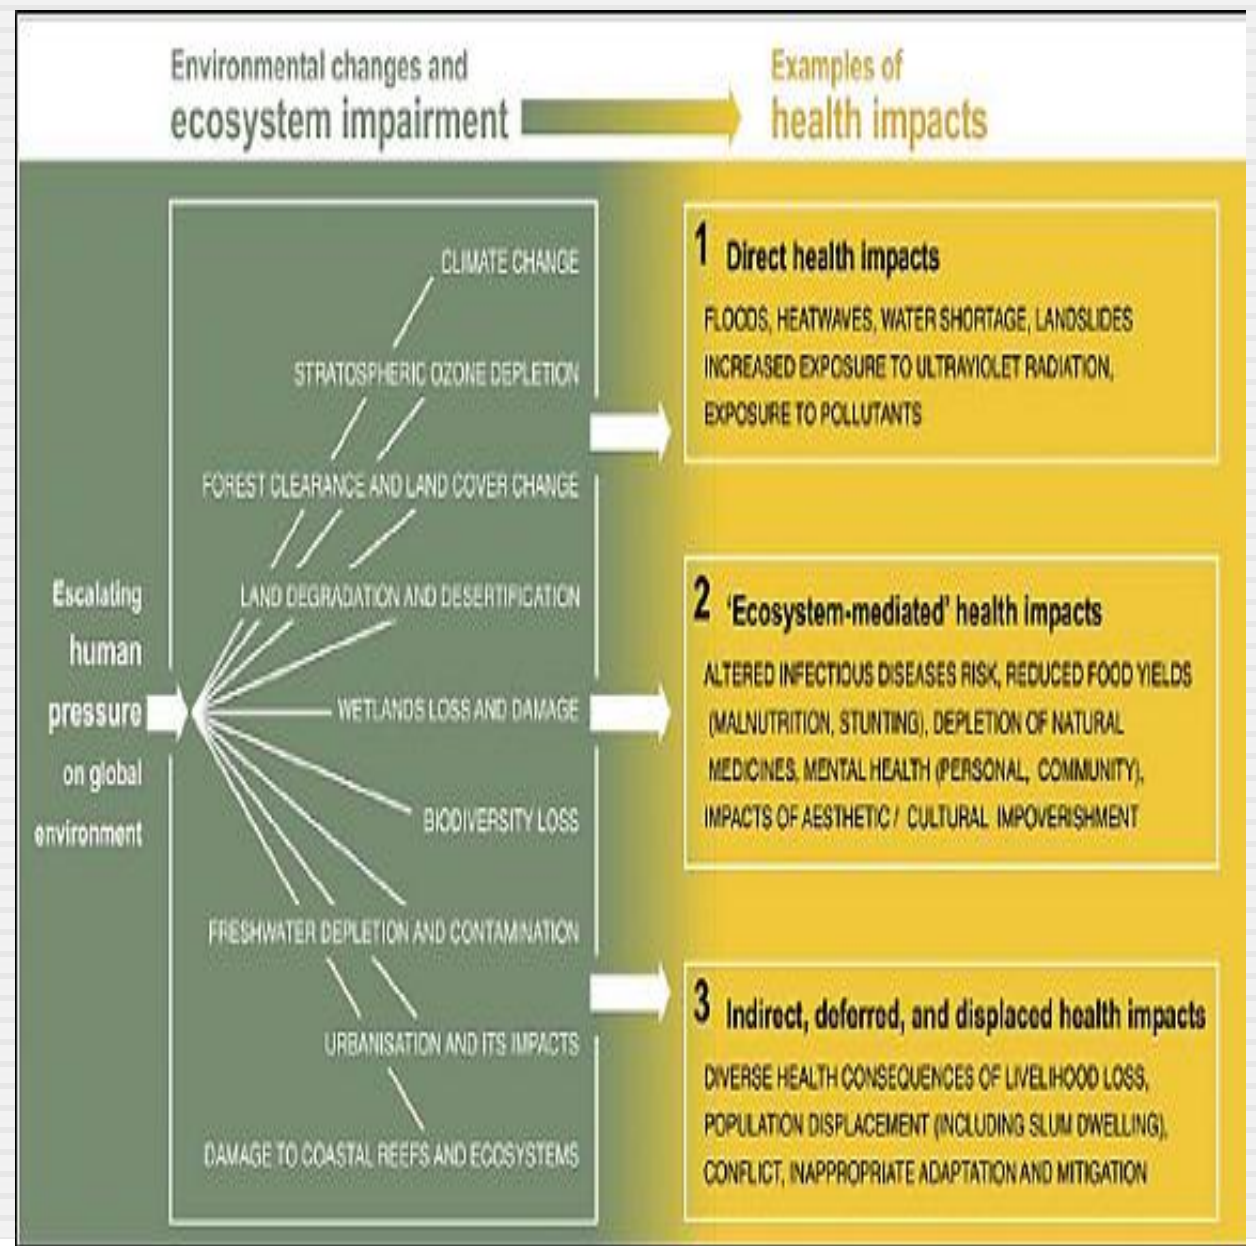 Environmental changes and
ecosystem impairment
Examples of
health impacts
Escalating
human
pressure
on global
environment
CLIMATE CHANGE
STRATOSPHERIC OZONE DEPLETION
FOREST CLEARANCE AND LAND COVER CHANGE
LAND DEGRADATION AND DESERTIFICATION
WETLANDS LOSS AND DAMAGE
BIODIVERSITY LOSS
FRESHWATER DEPLETION AND CONTAMINATION
URBANISATION AND ITS IMPACTS
DAMAGE TO COASTAL REEFS AND ECOSYSTEMS
1 Direct health impacts
FLOODS, HEATWAVES, WATER SHORTAGE, LANDSLIDES
INCREASED EXPOSURE TO ULTRAVIOLET RADIATION,
EXPOSURE TO POLLUTANTS
2 'Ecosystem-mediated' health impacts
ALTERED INFECTIOUS DISEASES RISK, REDUCED FOOD YIELDS
(MALNUTRITION, STUNTING), DEPLETION OF NATURAL
MEDICINES, MENTAL HEALTH (PERSONAL, COMMUNITY),
IMPACTS OF AESTHETIC / CULTURAL IMPOVERISHMENT
3 Indirect, deferred, and displaced health impacts
DIVERSE HEALTH CONSEQUENCES OF LIVELIHOOD LOSS,
POPULATION DISPLACEMENT (INCLUDING SLUM DWELLING),
CONFLICT, INAPPROPRIATE ADAPTATION AND MITIGATION